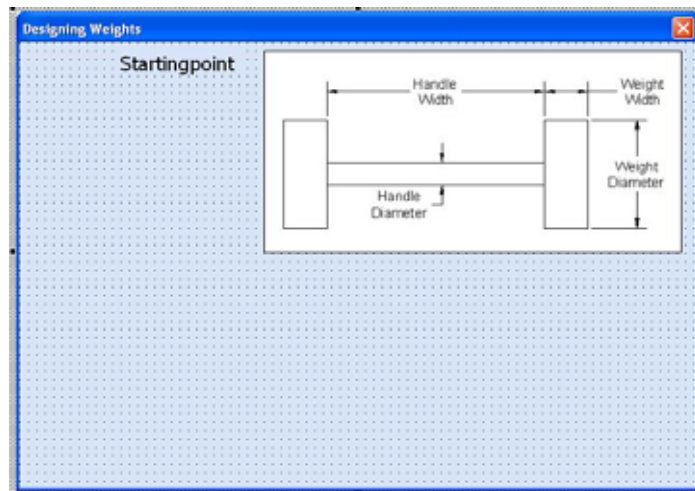 Designing Weights
Startingpoint
Handle
Width
Weight
Width
Weight
Diameter
Handle
Diameter